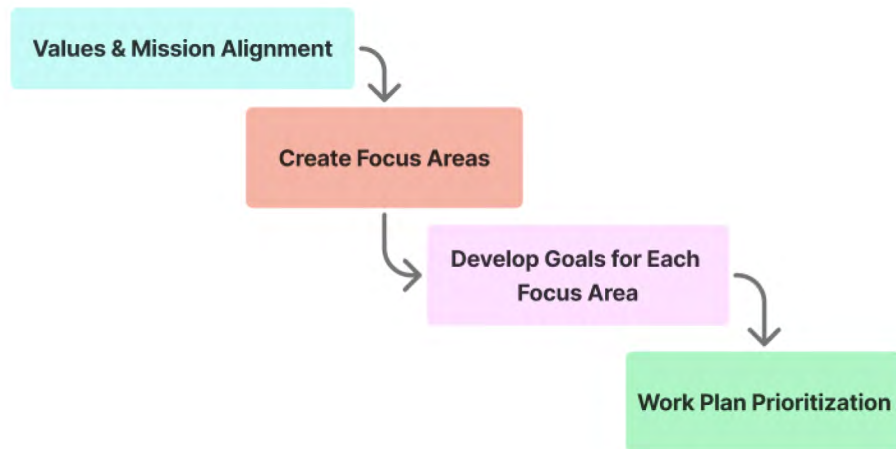 Values & Mission Alignment
Create Focus Areas
Develop Goals for Each
Focus Area
Work Plan Prioritization